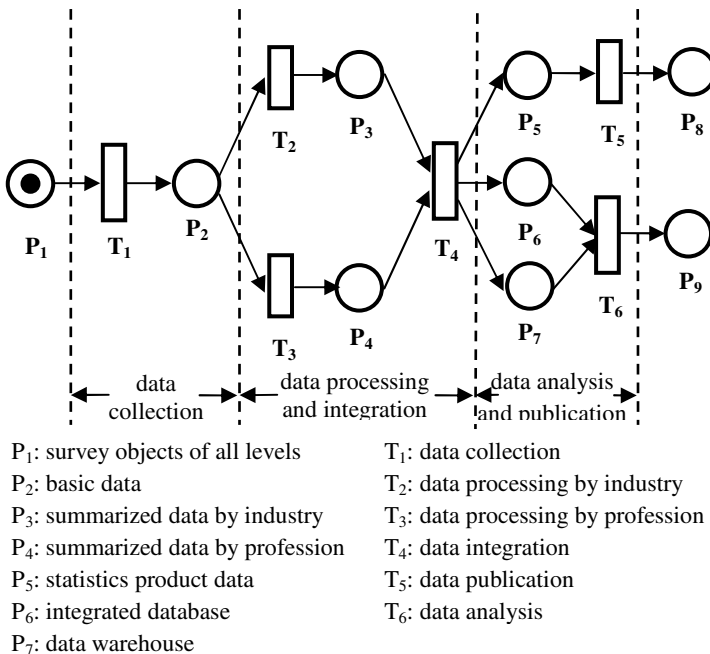 T₂
P₃
P₅
T₅
P₈
P₁
T₁
P₂
T₄
P₆
T₃
P₄
P₇
T₆
P₉
data collection
data processing and integration
data analysis and publication
P₁: survey objects of all levels
P₂: basic data
P₃: summarized data by industry
P₄: summarized data by profession
P₅: statistics product data
P₆: integrated database
P₇: data warehouse
T₁: data collection
T₂: data processing by industry
T₃: data processing by profession
T₄: data integration
T₅: data publication
T₆: data analysis